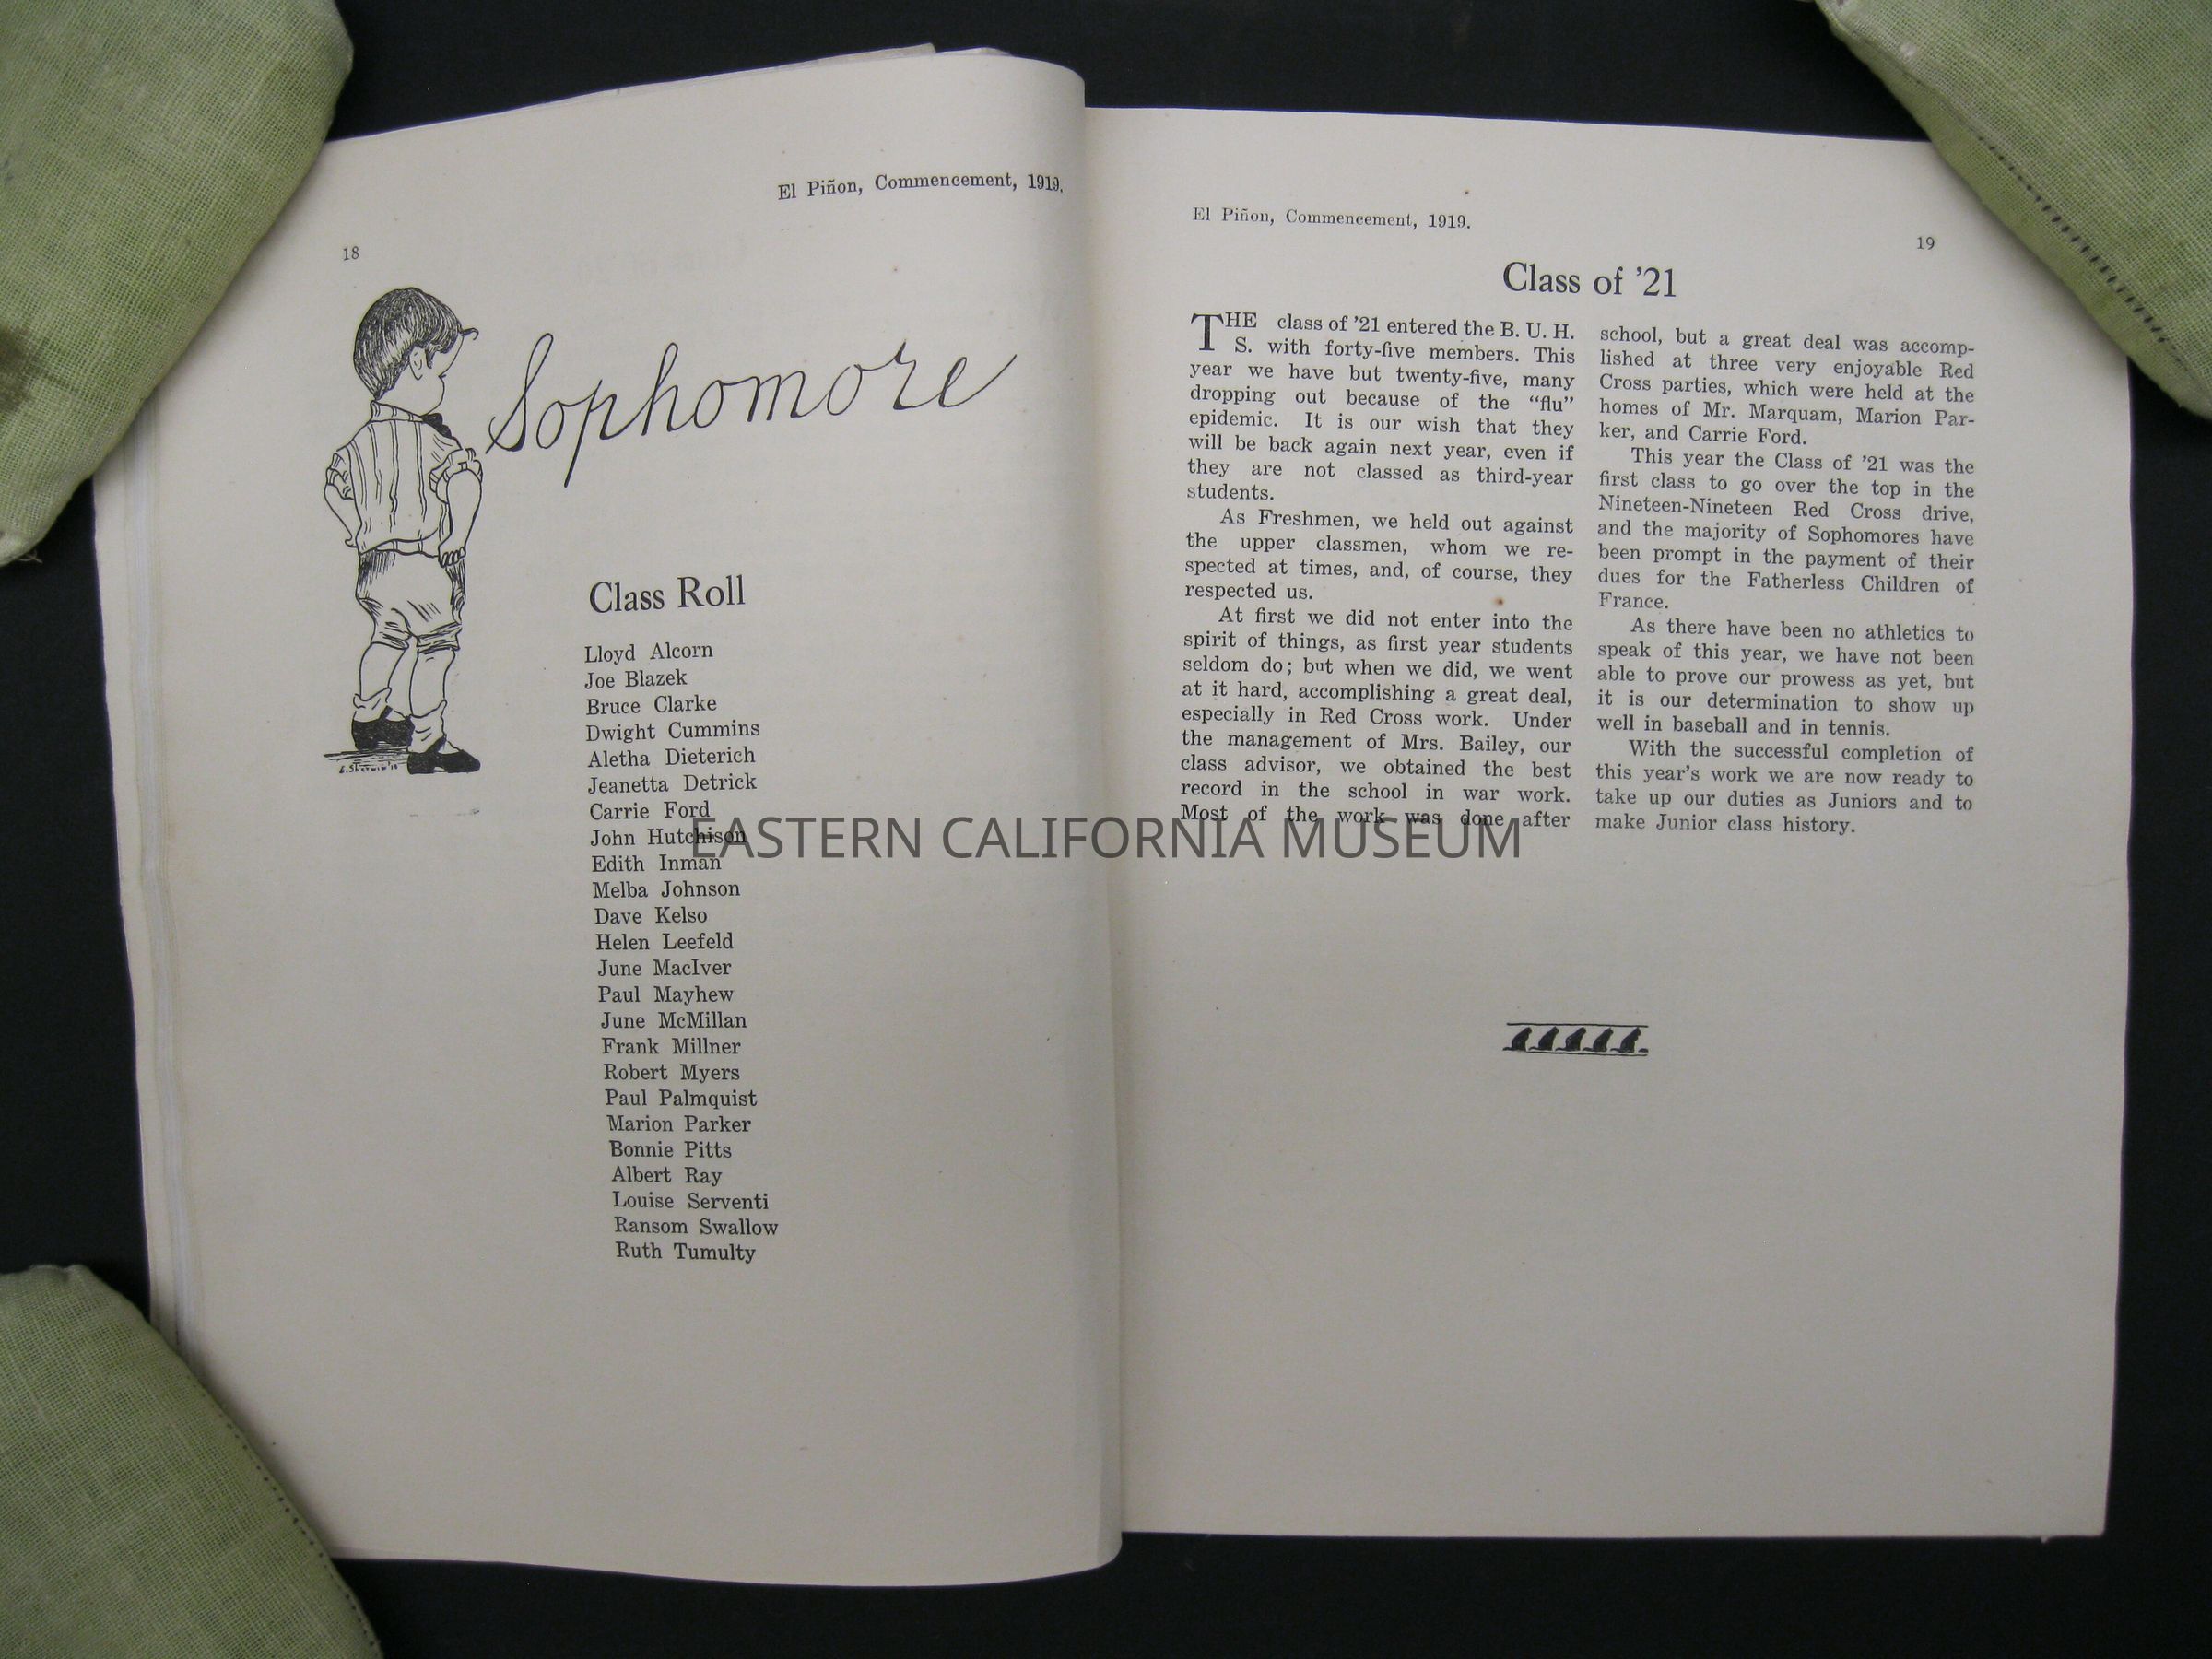 El Piñon, Commencement, 1919.
18
Sophomore
Class Roll
Lloyd Alcorn
Joe Blazek
Bruce Clarke
Dwight Cummins
Aletha Dieterich
Jeanetta Detrick
Carrie Ford
John Hutchison
Edith Inman
Melba Johnson
Dave Kelso
Helen Leefeld
June MacIver
Paul Mayhew
June McMillan
Frank Millner
Robert Myers
Paul Palmquist
Marion Parker
Bonnie Pitts
Albert Ray
Louise Serventi
Ransom Swallow
Ruth Tumulty
El Piñon, Commencement, 1919.
19
Class of ’21
THE class of ’21 entered the B. U. H.
S. with forty-five members. This
year we have but twenty-five, many
dropping out because of the “flu”
epidemic. It is our wish that they
will be back again next year, even if
they are not classed as third-year
students.
As Freshmen, we held out against
the upper classmen, whom we re-
spected at times, and, of course, they
respected us.
At first we did not enter into the
spirit of things, as first year students
seldom do; but when we did, we went
at it hard, accomplishing a great deal,
especially in Red Cross work. Under
the management of Mrs. Bailey, our
class advisor, we obtained the best
record in the school in war work.
Most of the work was done after
school, but a great deal was accomp-
lished at three very enjoyable Red
Cross parties, which were held at the
homes of Mr. Marquam, Marion Par-
ker, and Carrie Ford.
This year the Class of ’21 was the
first class to go over the top in the
Nineteen-Nineteen Red Cross drive,
and the majority of Sophomores have
been prompt in the payment of their
dues for the Fatherless Children of
France.
As there have been no athletics to
speak of this year, we have not been
able to prove our prowess as yet, but
it is our determination to show up
well in baseball and in tennis.
With the successful completion of
this year’s work we are now ready to
take up our duties as Juniors and to
make Junior class history.
EASTERN CALIFORNIA MUSEUM